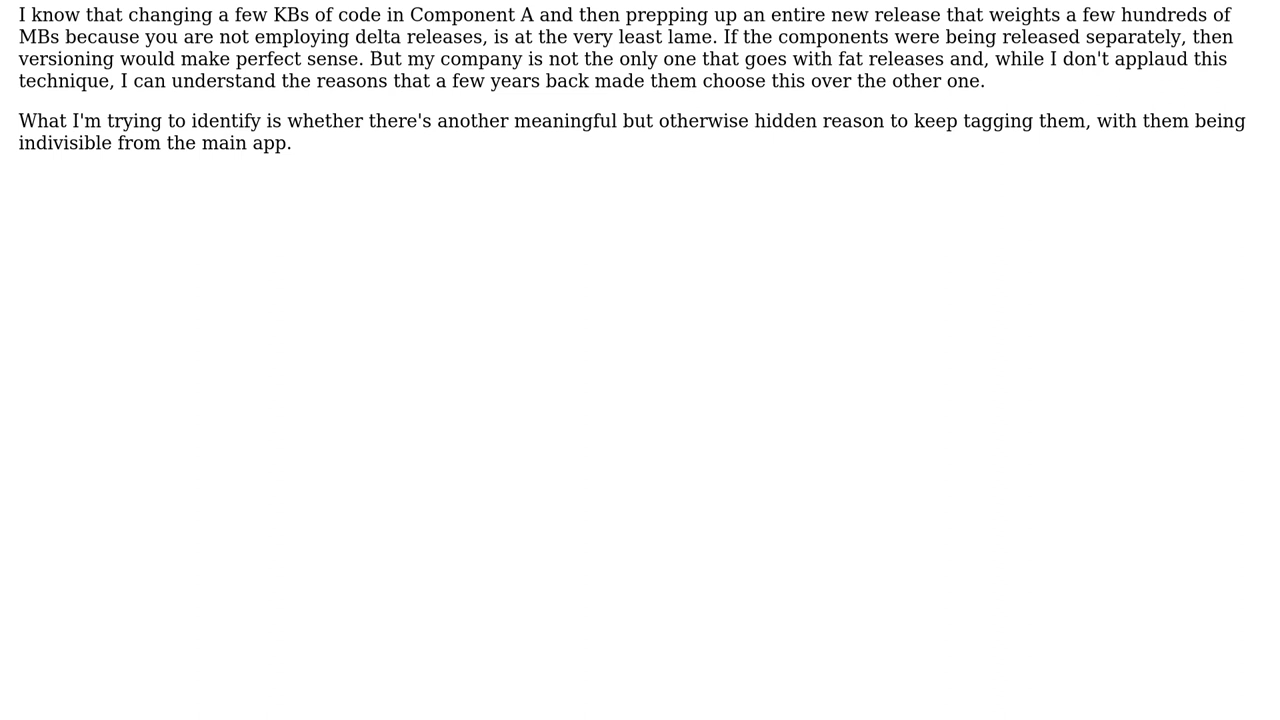 I know that changing a few KBs of code in Component A and then prepping up an entire new release that weights a few hundreds of
MBs because you are not employing delta releases, is at the very least lame. If the components were being released separately, then
versioning would make perfect sense. But my company is not the only one that goes with fat releases and, while I don't applaud this
technique, I can understand the reasons that a few years back made them choose this over the other one.
What I'm trying to identify is whether there's another meaningful but otherwise hidden reason to keep tagging them, with them being
indivisible from the main app.